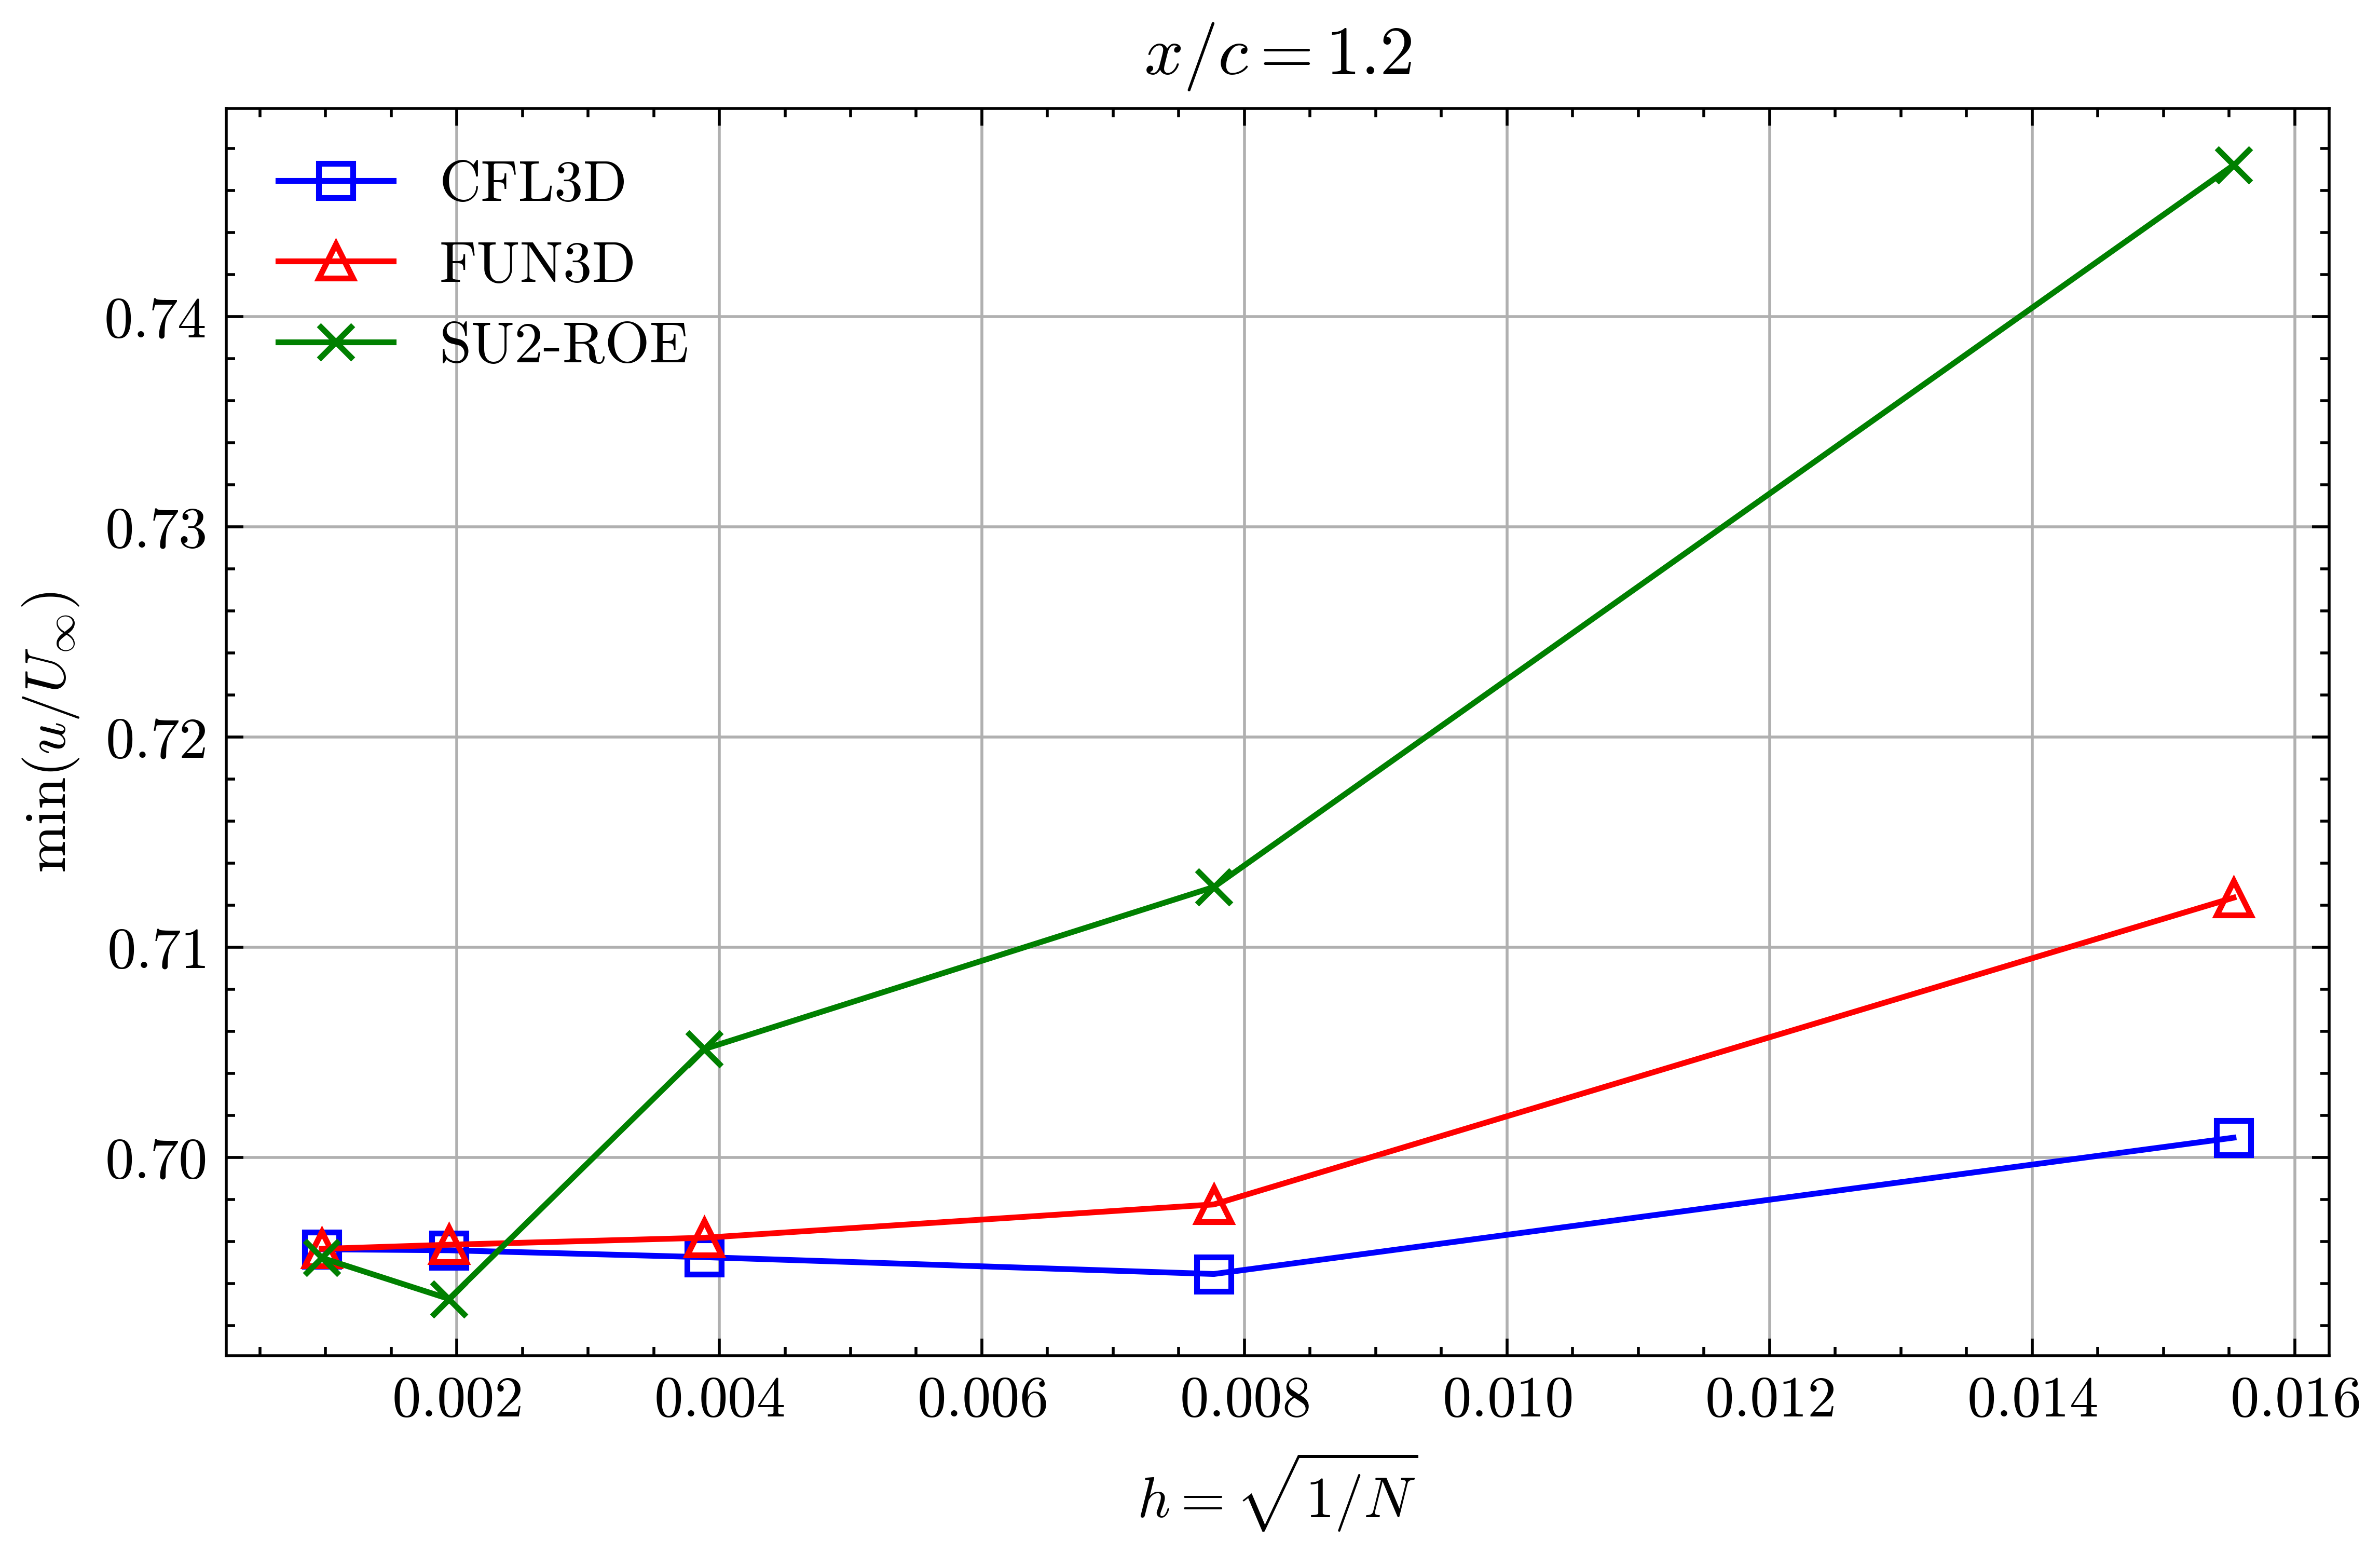 x/c = 1.2
CFL3D
FUN3D
SU2-ROE
0.74
0.73
0.72
0.71
0.70
min(u/U∞)
0.002 0.004 0.006 0.008 0.010 0.012 0.014 0.016
h = √1/N